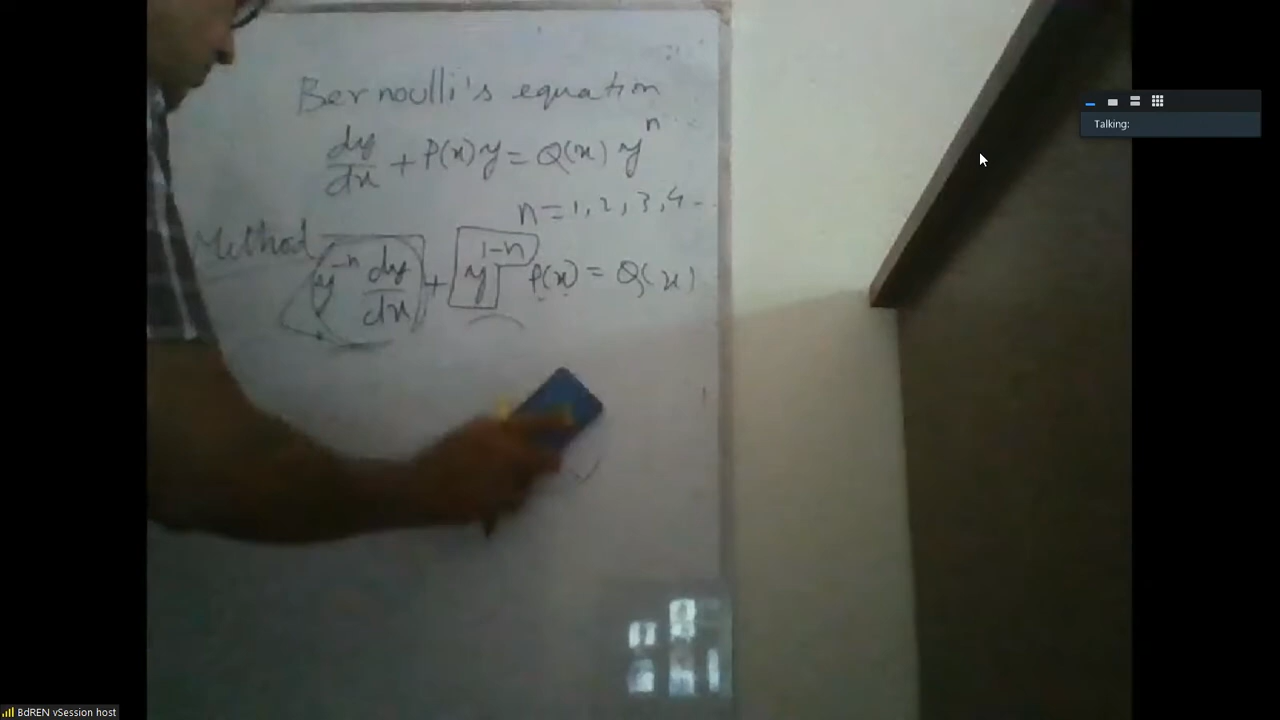 Bernoulli's equation
dy/dx + P(x) y = Q(x) y^n
n = 1, 2, 3, 4 - .
Method
y^-n dy/dx + y^1-n P(x) = Q(x)
Talking:
BdREN vSession host